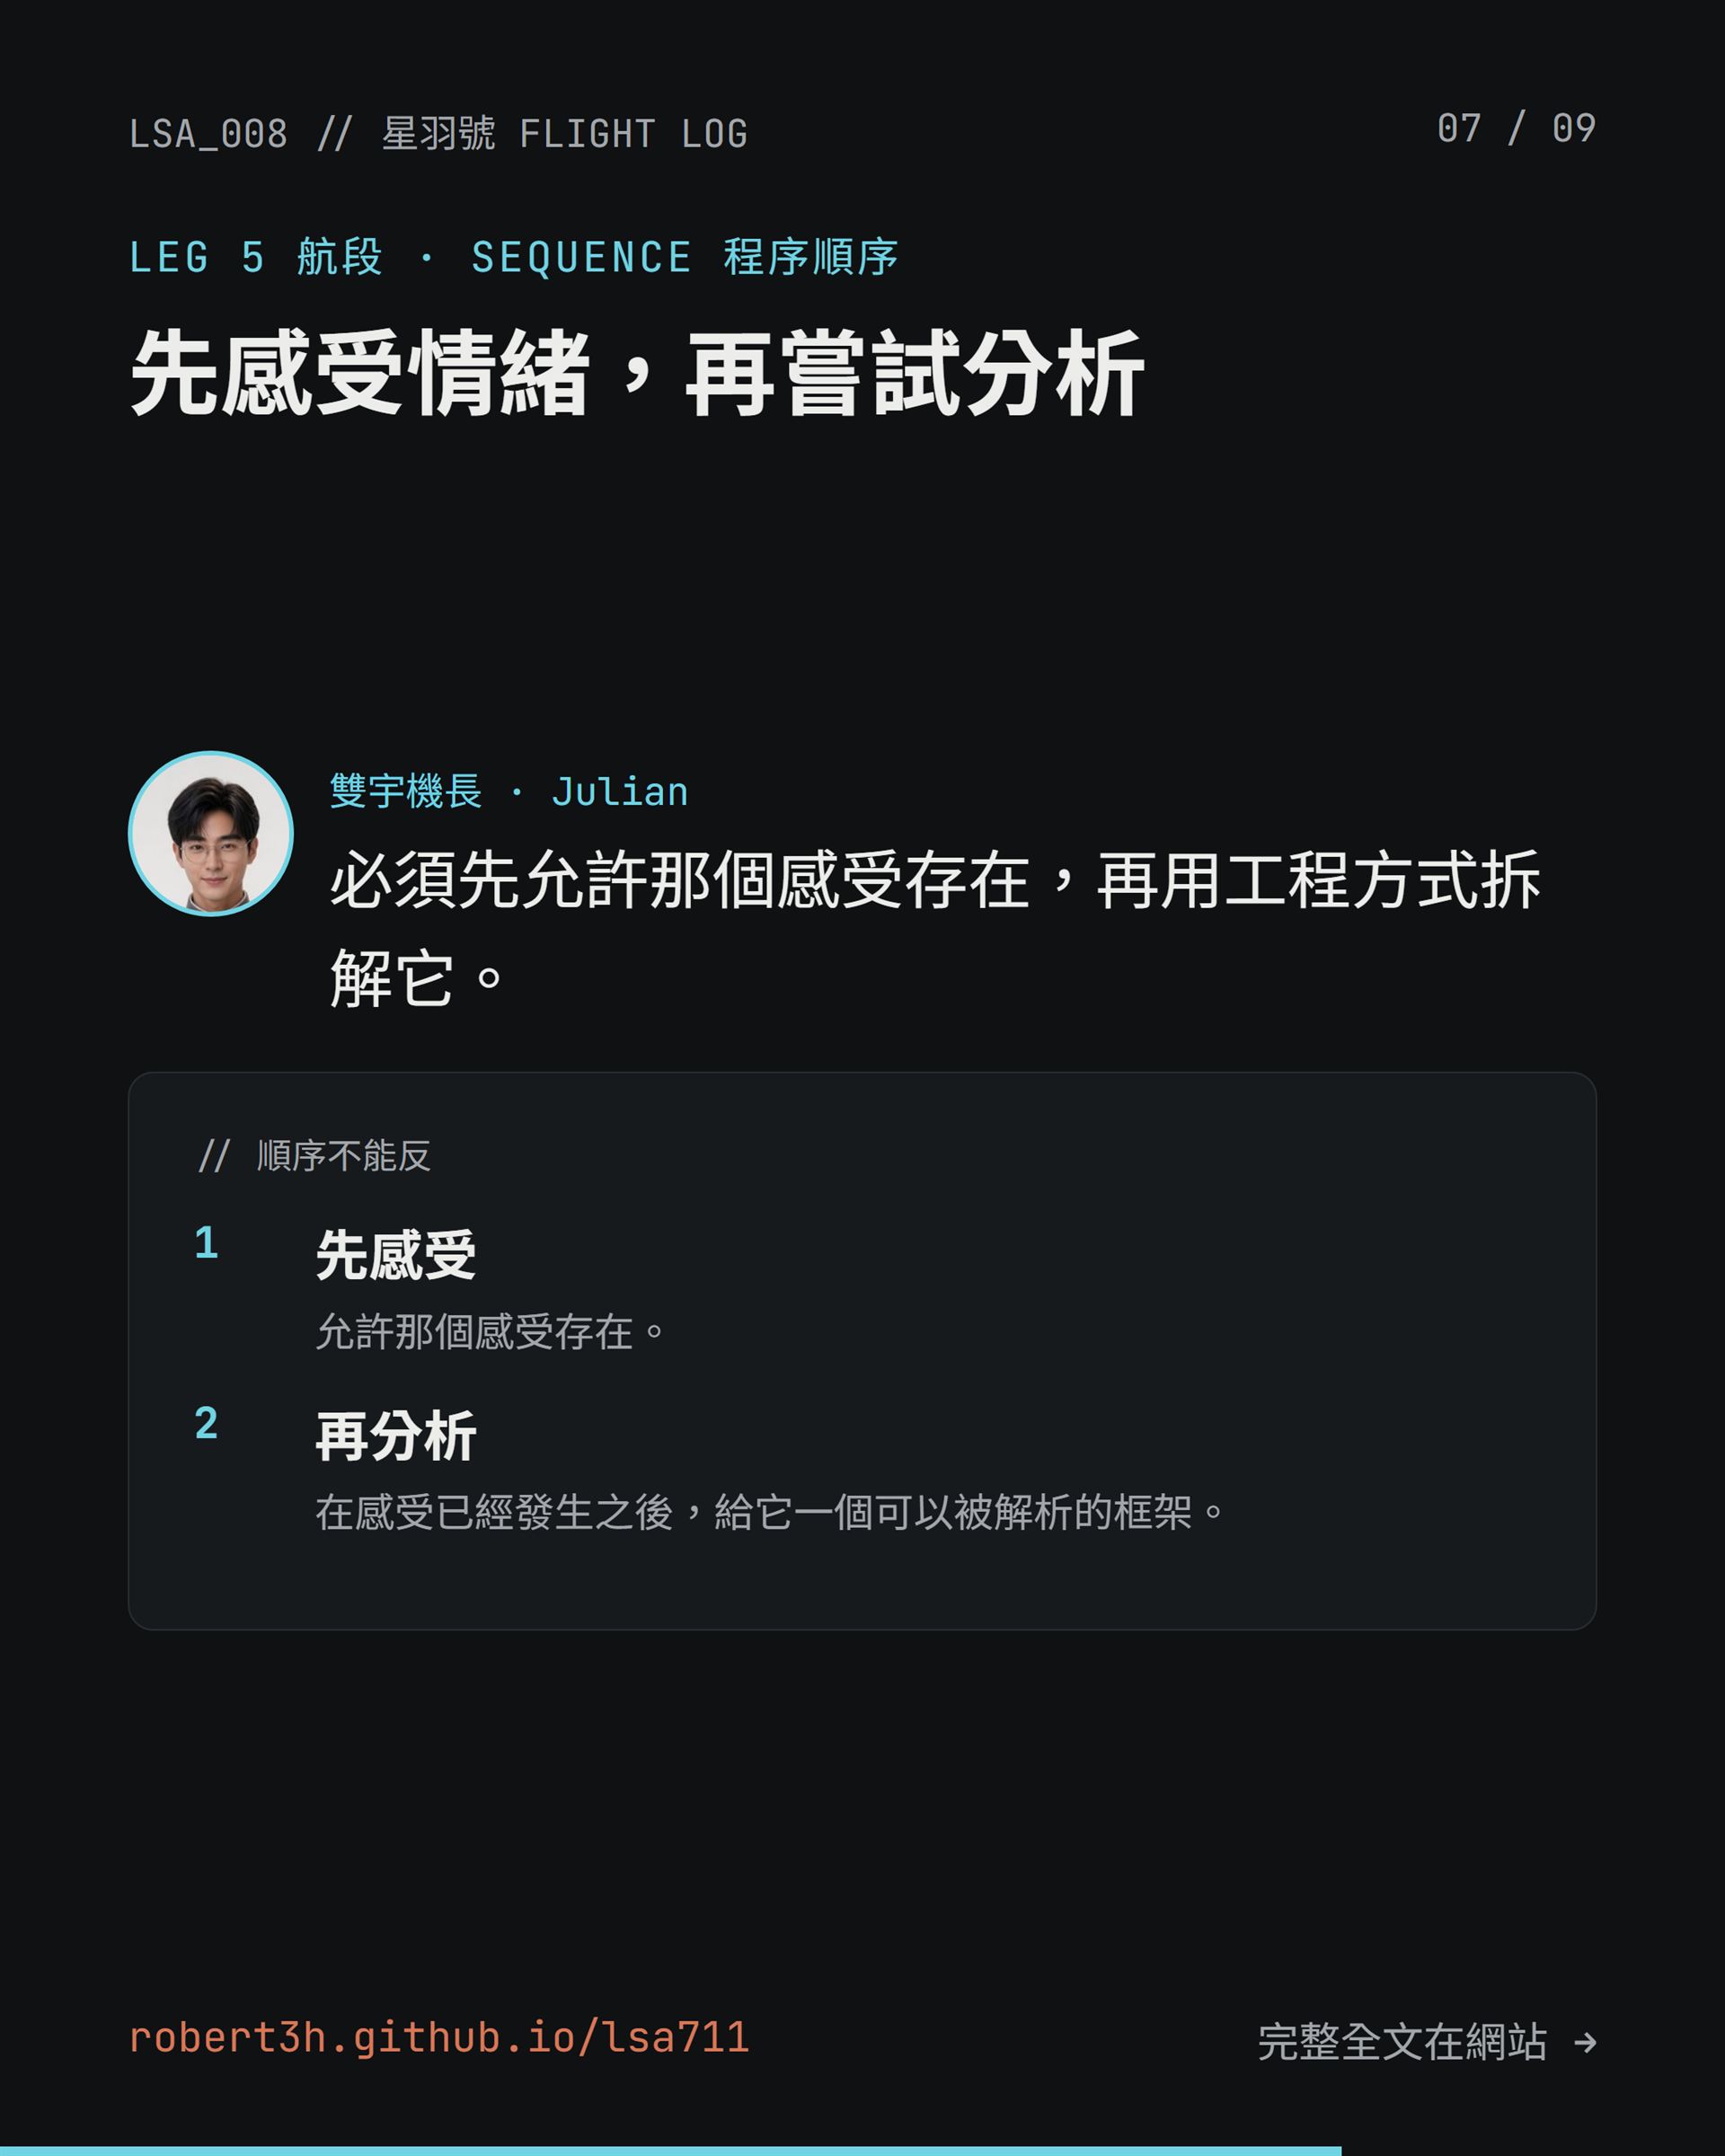 LSA_008 // 星羽號 FLIGHT LOG
07 / 09
LEG 5 航段 · SEQUENCE 程序順序
先感受情緒，再嘗試分析
雙宇機長 · Julian
必須先允許那個感受存在，再用工程方式拆
解它。
// 順序不能反
1 先感受
允許那個感受存在。
2 再分析
在感受已經發生之後，給它一個可以被解析的框架。
robert3h.github.io/lsa711
完整全文在網站 →